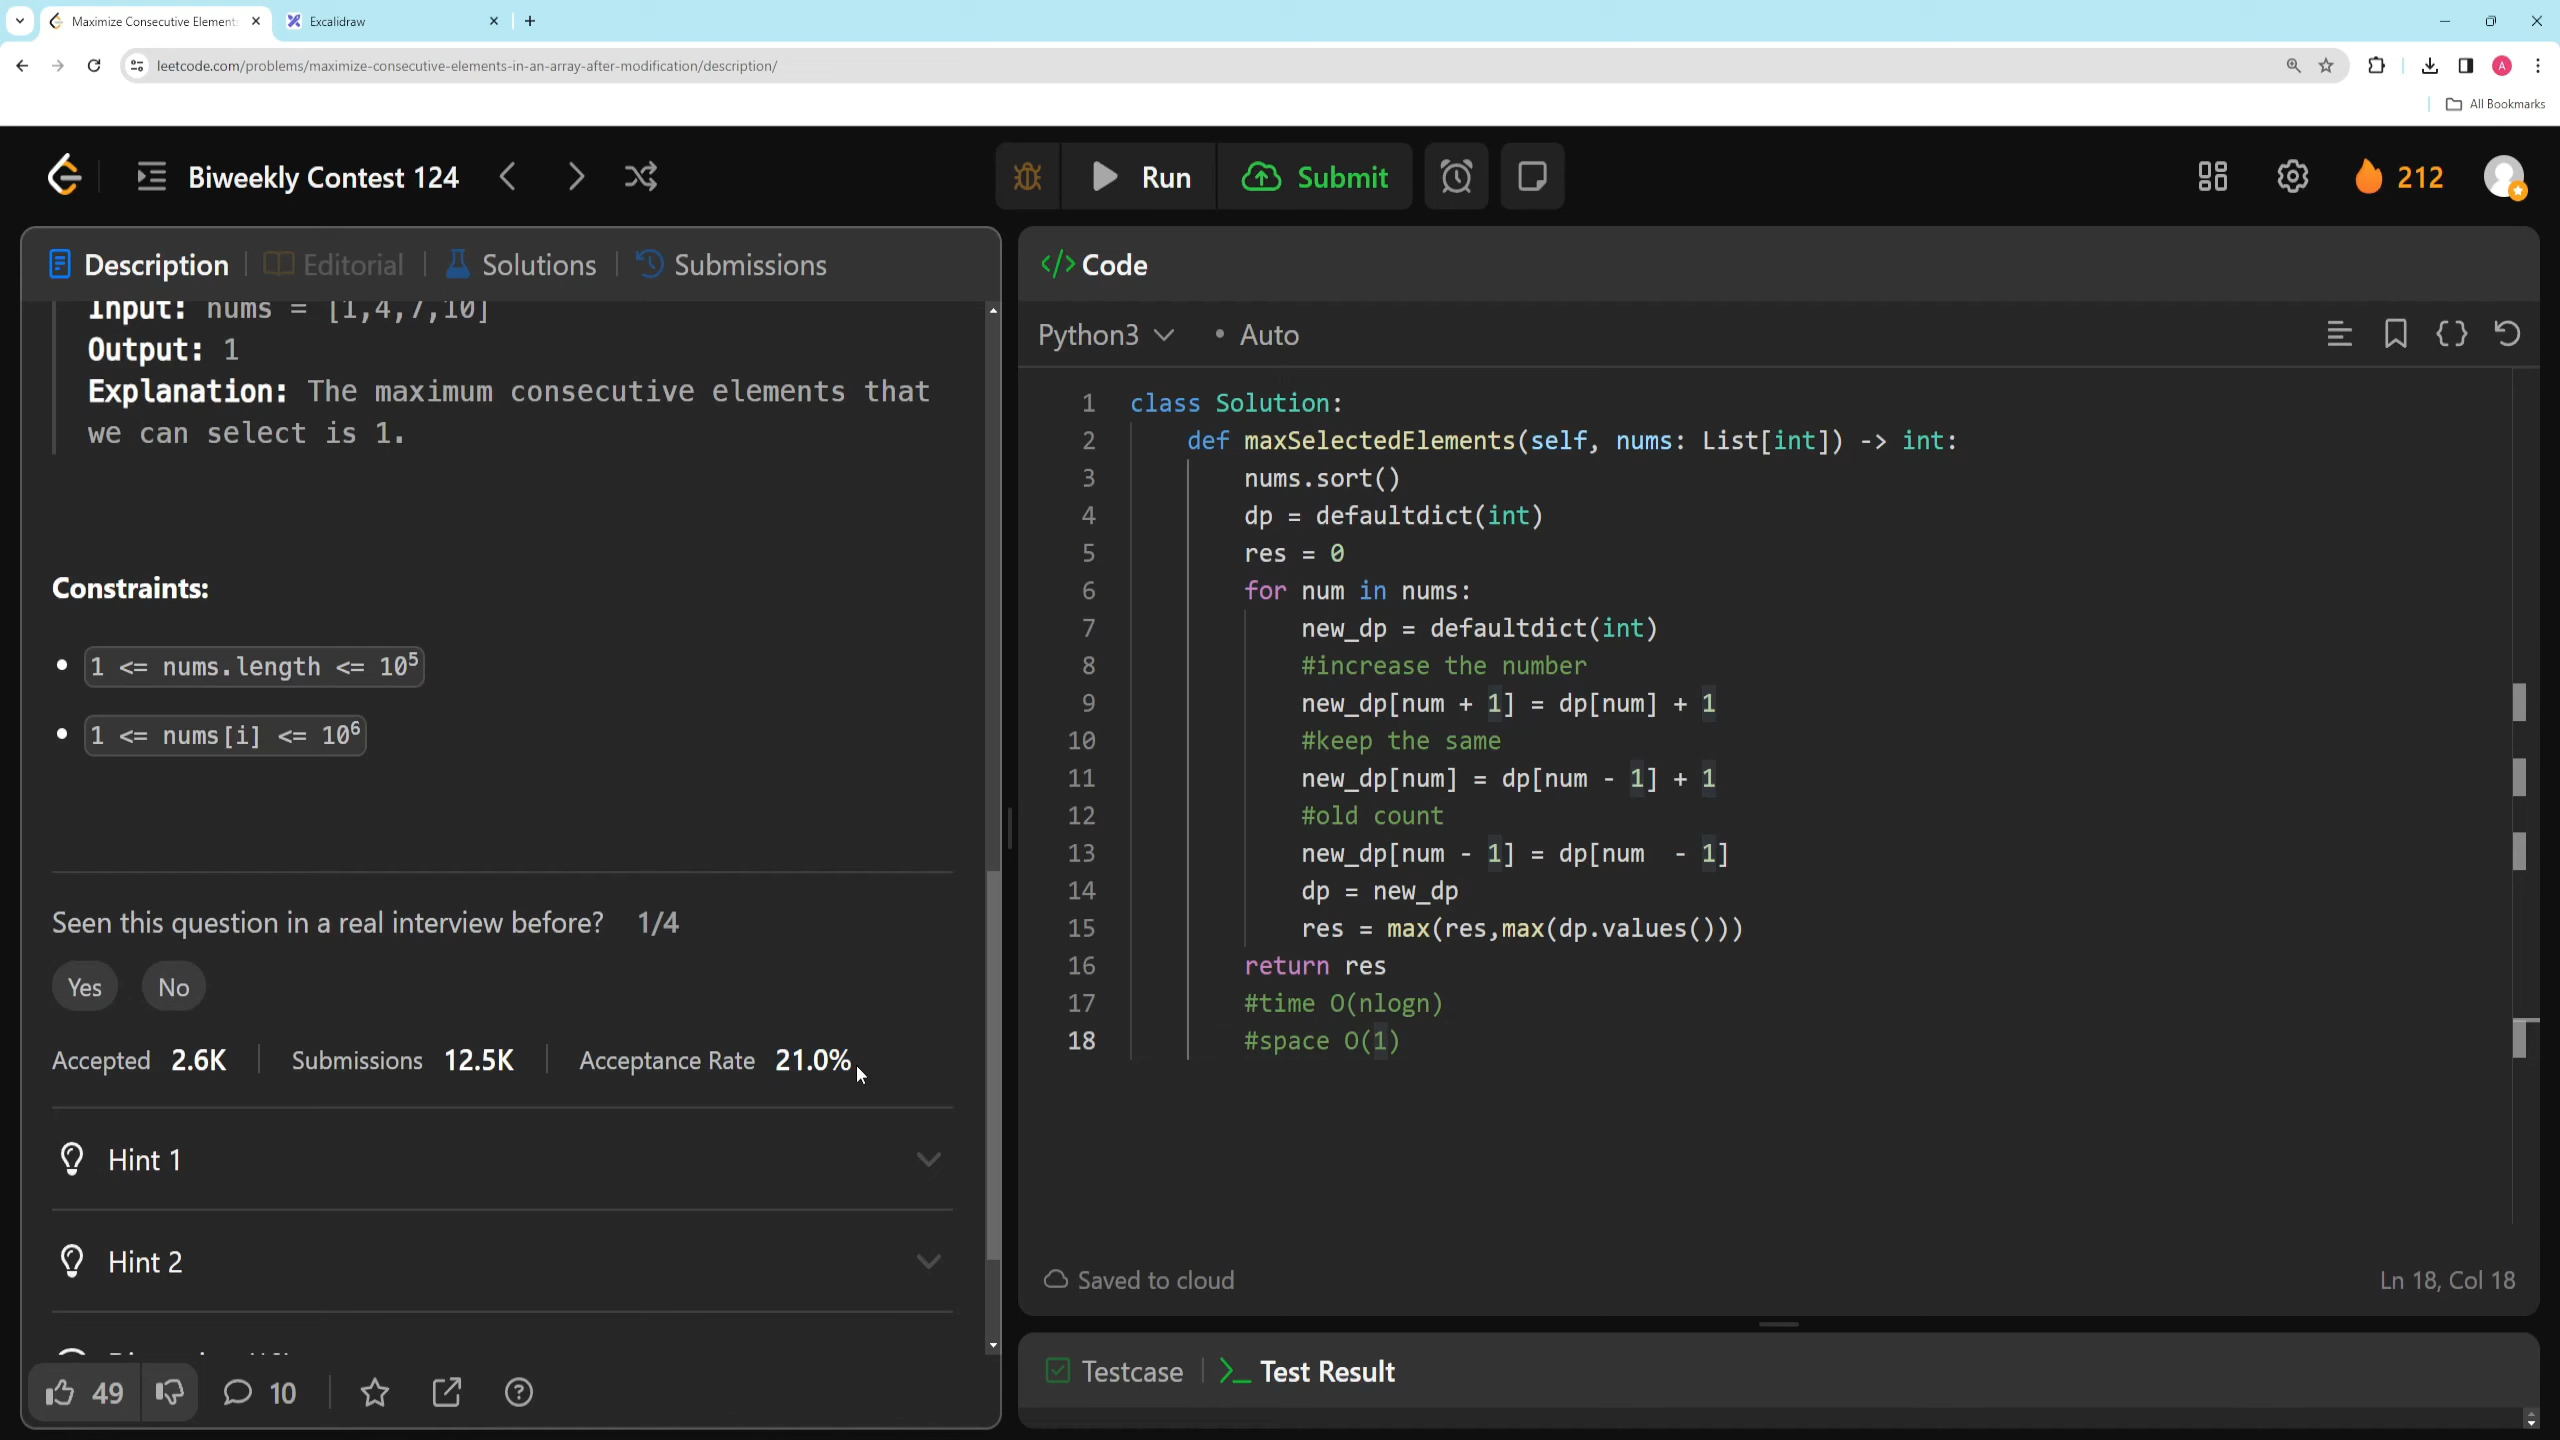 Maximize Consecutive Element
Excalidraw
leetcode.com/problems/maximize-consecutive-elements-in-an-array-after-modification/description/
A
All Bookmarks
Biweekly Contest 124
Run
Submit
212
Description
Editorial
Solutions
Submissions
Input: nums = [1,4,7,10]
Output: 1
Explanation: The maximum consecutive elements that
we can select is 1.
Constraints:
• 1 <= nums.length <= 10⁵
• 1 <= nums[i] <= 10⁶
Seen this question in a real interview before? 1/4
Yes
No
Accepted 2.6K
Submissions 12.5K
Acceptance Rate 21.0%
Hint 1
Hint 2
49
10
</> Code
Python3
• Auto
1 class Solution:
2     def maxSelectedElements(self, nums: List[int]) -> int:
3         nums.sort()
4         dp = defaultdict(int)
5         res = 0
6         for num in nums:
7             new_dp = defaultdict(int)
8             #increase the number
9             new_dp[num + 1] = dp[num] + 1
10             #keep the same
11             new_dp[num] = dp[num - 1] + 1
12             #old count
13             new_dp[num - 1] = dp[num  - 1]
14             dp = new_dp
15             res = max(res,max(dp.values()))
16         return res
17         #time O(nlogn)
18         #space O(1)
Saved to cloud
Ln 18, Col 18
Testcase
Test Result